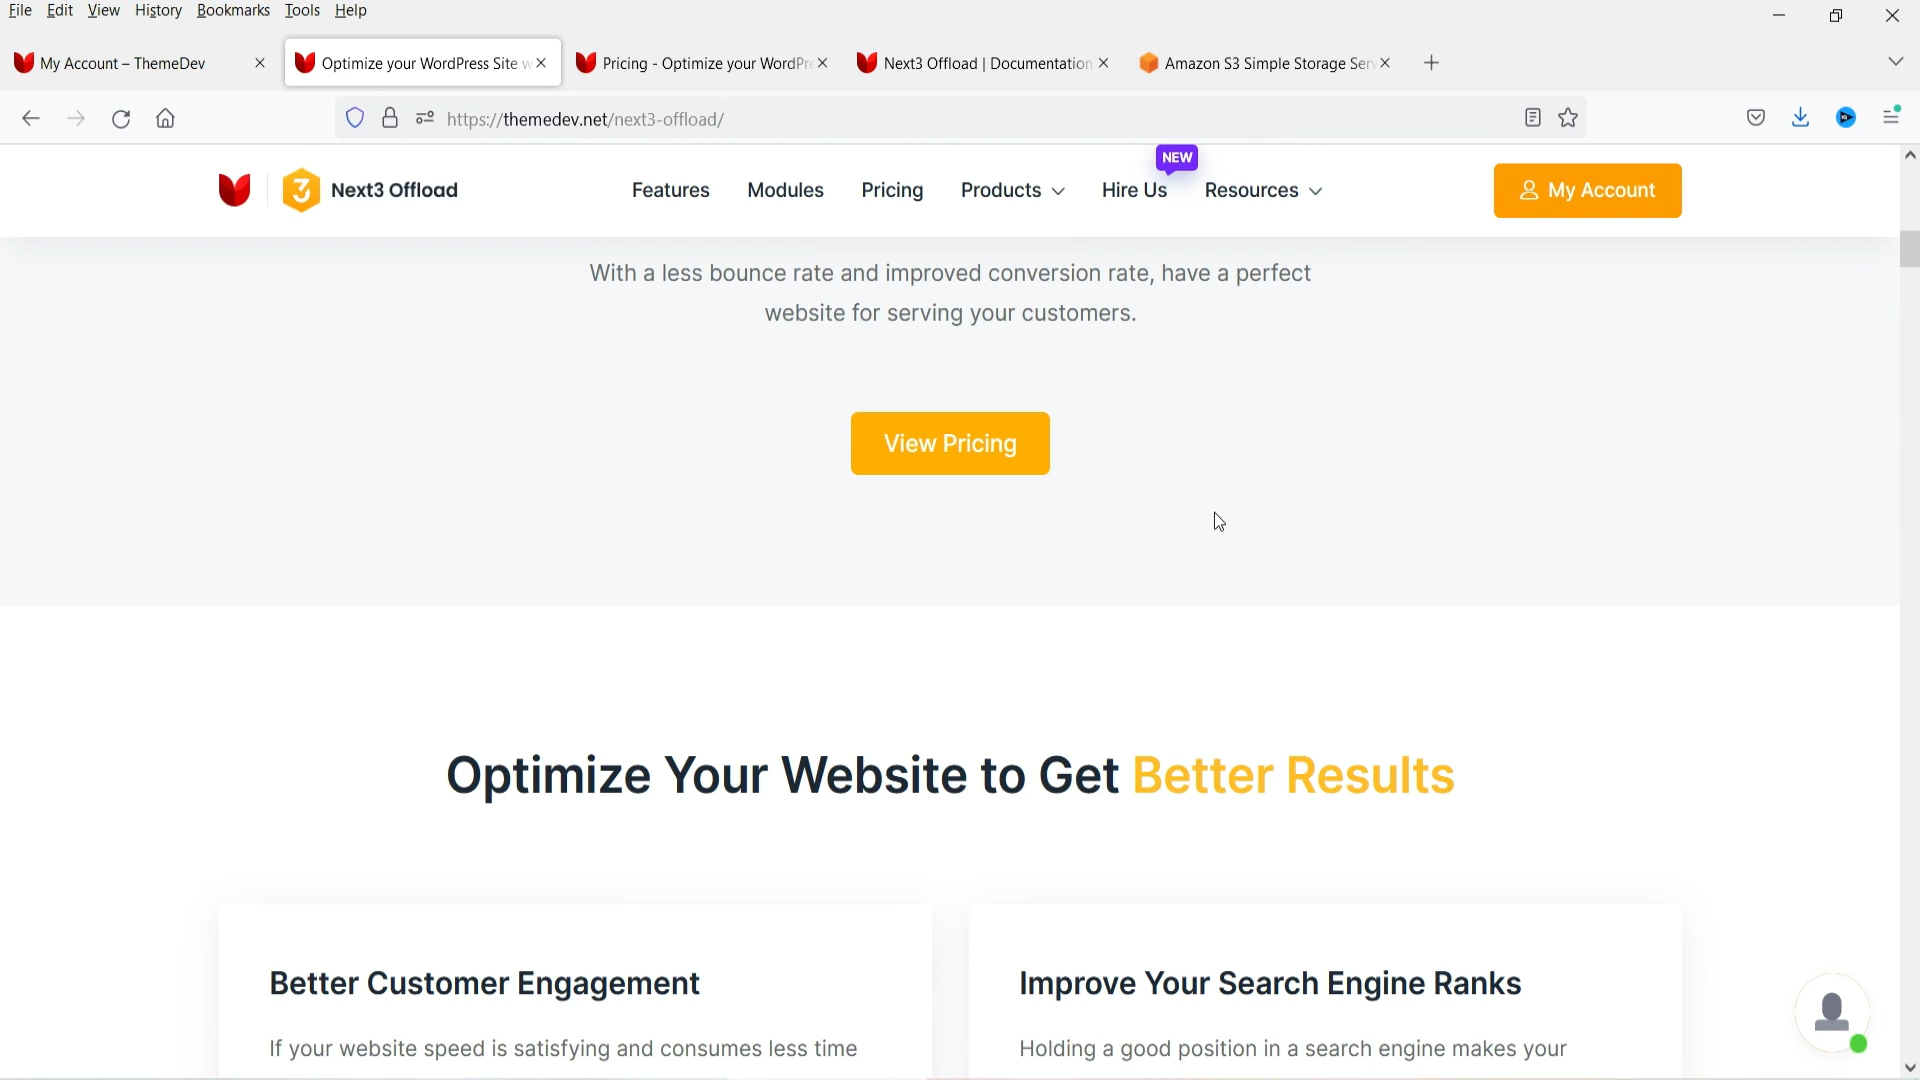 File Edit View History Bookmarks Tools Help
My Account – ThemeDev
Optimize your WordPress Site w
Pricing - Optimize your WordPre
Next3 Offload | Documentation
Amazon S3 Simple Storage Serv
https://themedev.net/next3-offload/
NEW
3
Next3 Offload
Features Modules Pricing Products Hire Us Resources
My Account
With a less bounce rate and improved conversion rate, have a perfect
website for serving your customers.
View Pricing
Optimize Your Website to Get Better Results
Better Customer Engagement
If your website speed is satisfying and consumes less time
Improve Your Search Engine Ranks
Holding a good position in a search engine makes your